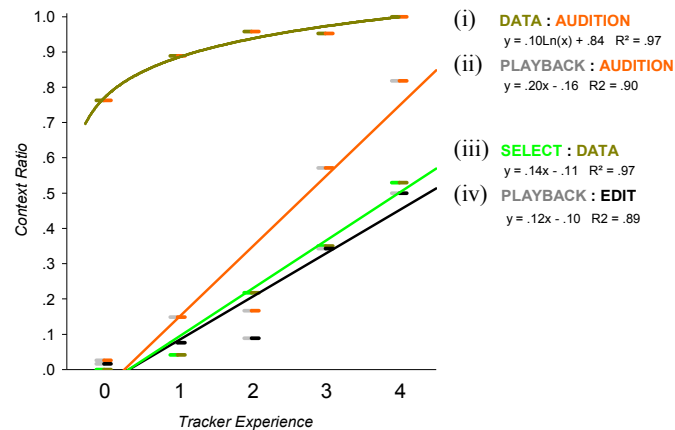 1.0
.9
.8
.7
.6
.5
.4
.3
.2
.1
.0
Context Ratio
0 1 2 3 4
Tracker Experience
(i) DATA : AUDITION
y = .10Ln(x) + .84 R² = .97
(ii) PLAYBACK : AUDITION
y = .20x - .16 R2 = .90
(iii) SELECT : DATA
y = .14x - .11 R² = .97
(iv) PLAYBACK : EDIT
y = .12x - .10 R2 = .89